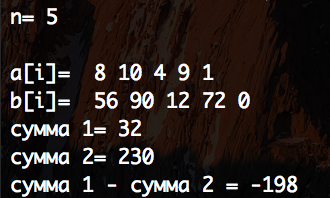 n= 5
a[i]= 8 10 4 9 1
b[i]= 56 90 12 72 0
сумма 1= 32
сумма 2= 230
сумма 1 - сумма 2 = -198